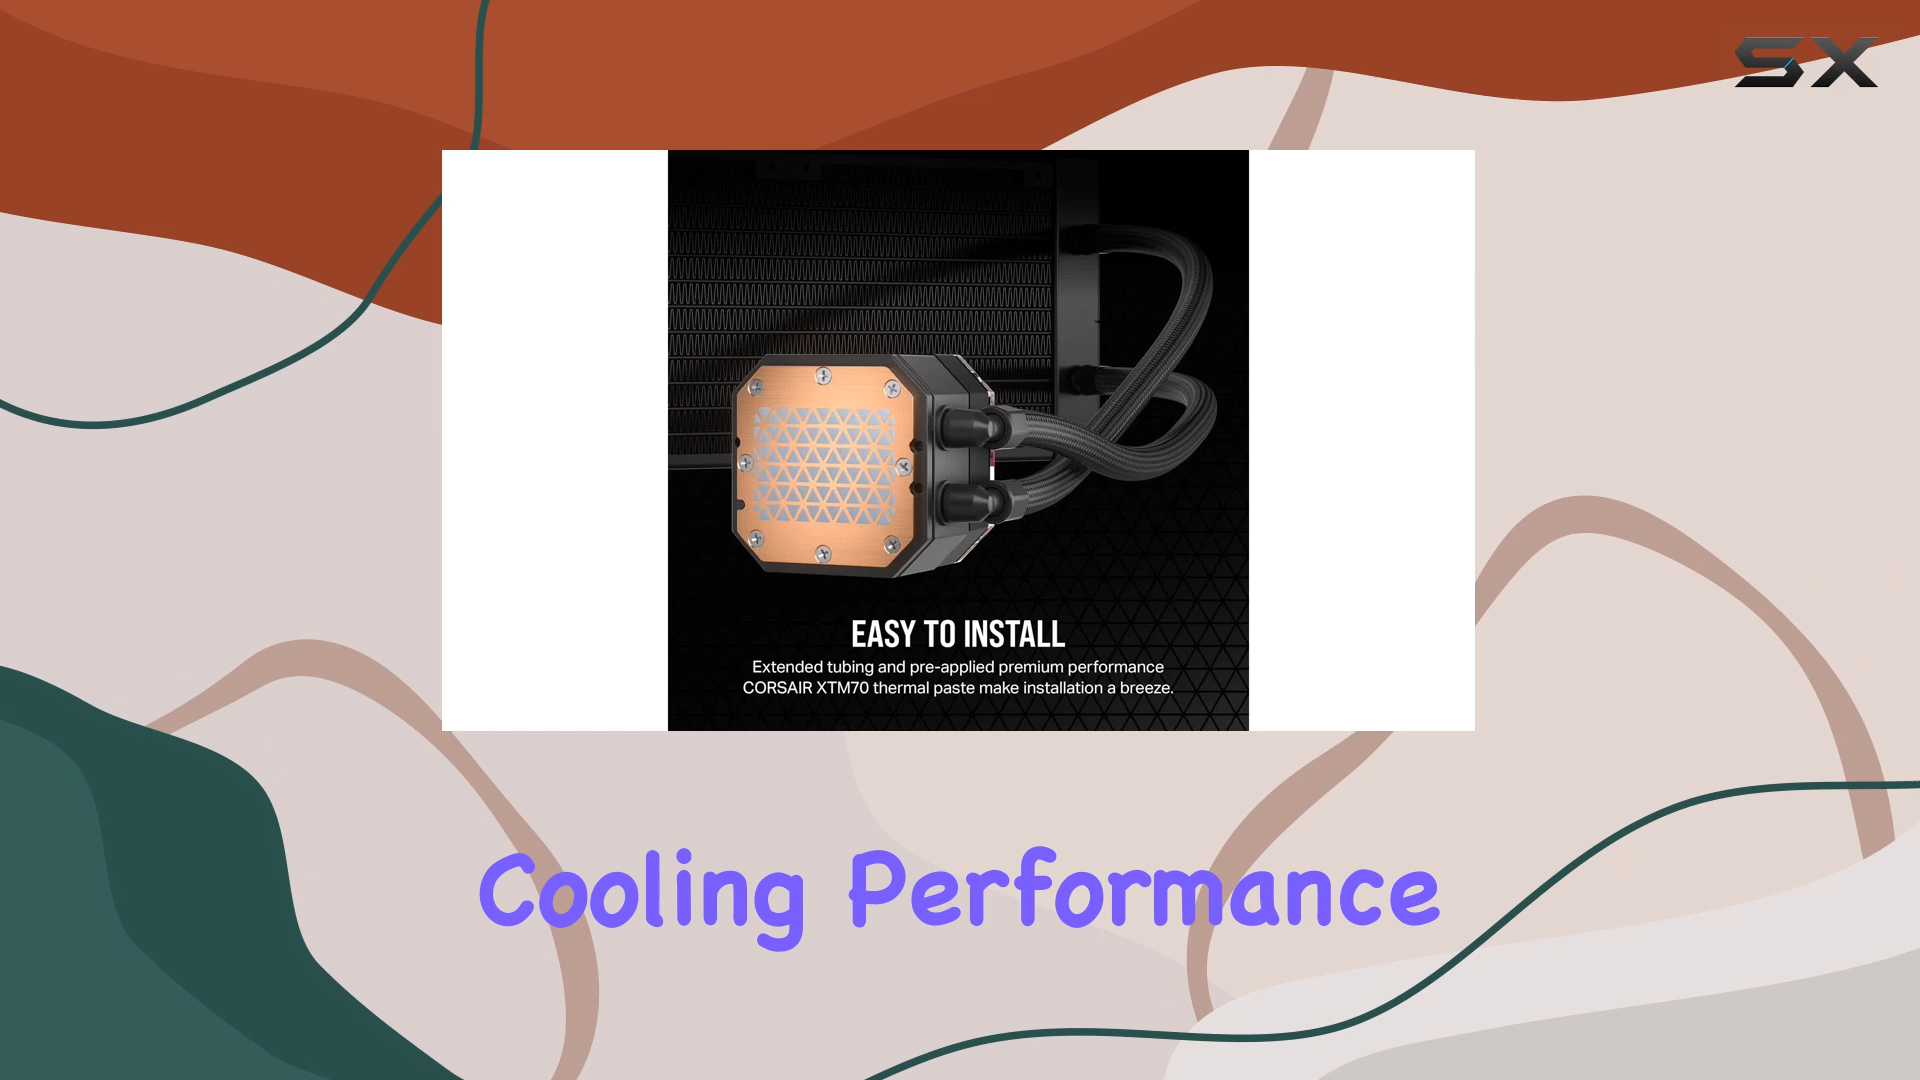 SX
EASY TO INSTALL
Extended tubing and pre-applied premium performance
CORSAIR XTM70 thermal paste make installation a breeze.
Cooling Performance